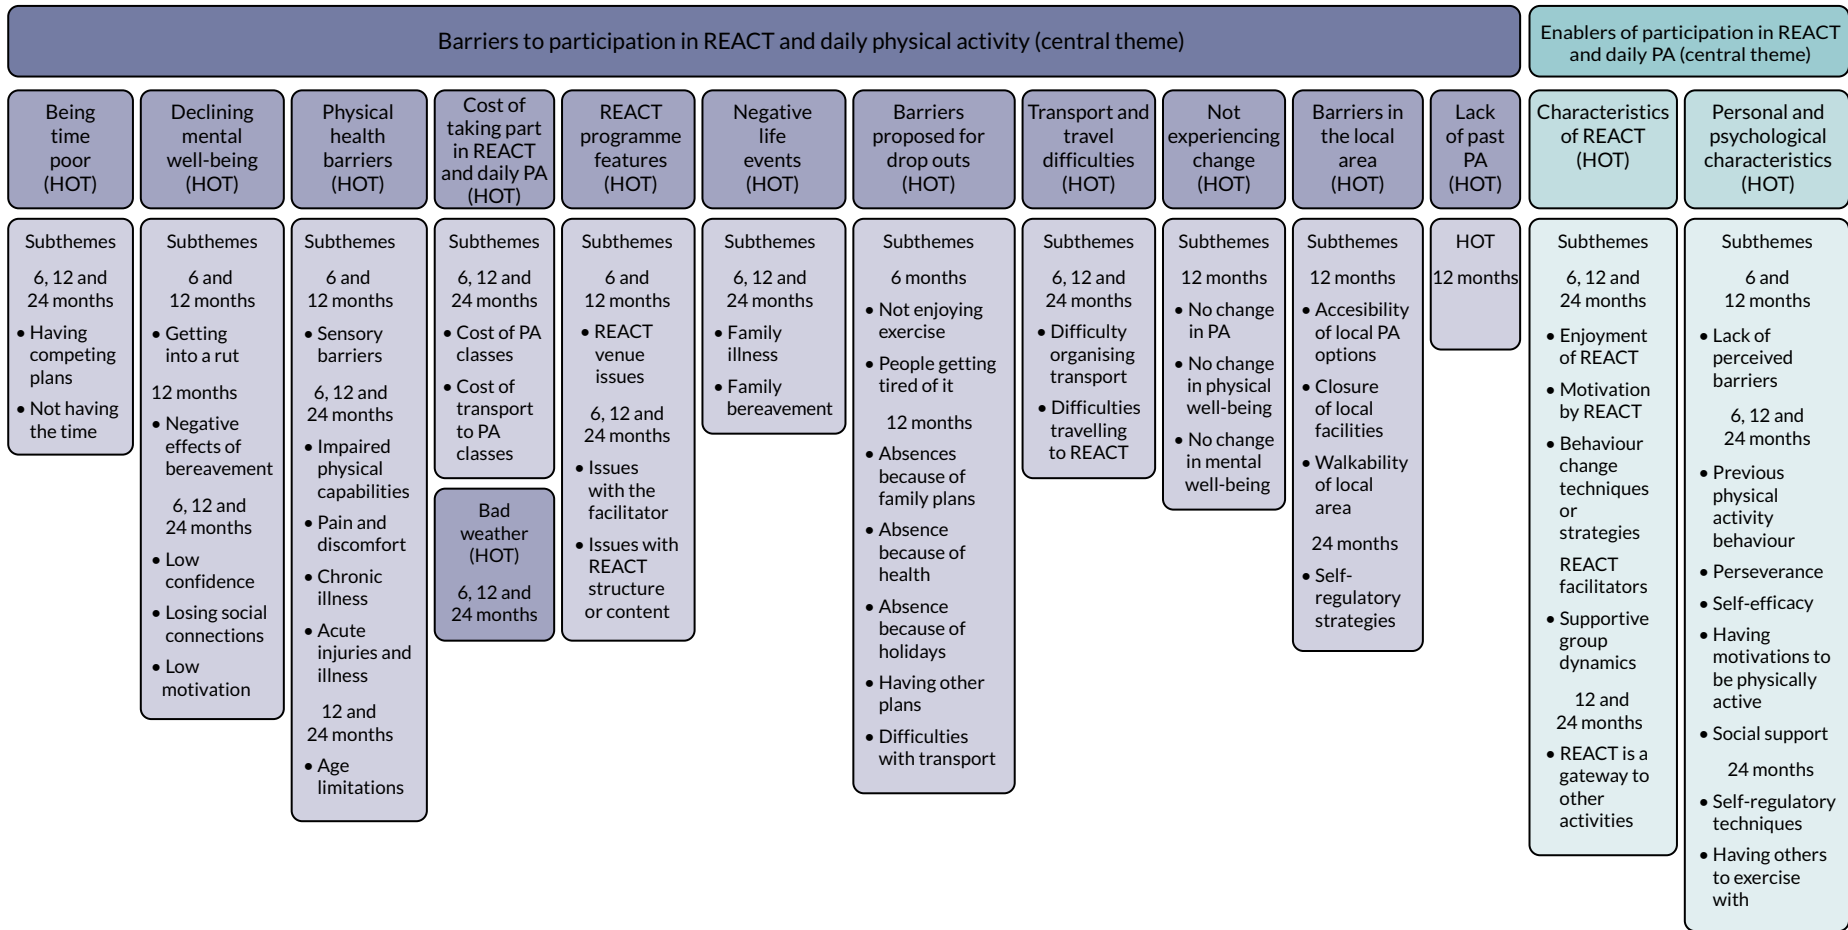 Barriers to participation in REACT and daily physical activity (central theme)
Enablers of participation in REACT
and daily PA (central theme)
Being
time
poor
(HOT)
Subthemes
6, 12 and
24 months
• Having
competing
plans
• Not having
the time
Declining
mental
well-being
(HOT)
Subthemes
6 and
12 months
• Getting
into a rut
12 months
• Negative
effects of
bereavement
6, 12 and
24 months
• Low
confidence
• Losing social
connections
• Low
motivation
Physical
health
barriers
(HOT)
Subthemes
6 and
12 months
• Sensory
barriers
6, 12 and
24 months
• Impaired
physical
capabilities
• Pain and
discomfort
• Chronic
illness
• Acute
injuries and
illness
12 and
24 months
• Age
limitations
Cost of
taking part
in REACT
and daily PA
(HOT)
Subthemes
6, 12 and
24 months
• Cost of PA
classes
• Cost of
transport
to PA
classes
Bad
weather
(HOT)
6, 12 and
24 months
REACT
programme
features
(HOT)
Subthemes
6 and
12 months
• REACT
venue
issues
6, 12 and
24 months
• Issues
with the
facilitator
• Issues with
REACT
structure
or content
Negative
life
events
(HOT)
Subthemes
6, 12 and
24 months
• Family
illness
• Family
bereavement
Barriers
proposed for
drop outs
(HOT)
Subthemes
6 months
• Not enjoying
exercise
• People getting
tired of it
12 months
• Absences
because of
family plans
• Absence
because of
health
• Absence
because of
holidays
• Having other
plans
• Difficulties
with transport
Transport and
travel
difficulties
(HOT)
Subthemes
6, 12 and
24 months
• Difficulty
organising
transport
• Difficulties
travelling
to REACT
Not
experiencing
change
(HOT)
Subthemes
12 months
• No change
in PA
• No change
in physical
well-being
• No change
in mental
well-being
Barriers in
the local
area
(HOT)
Subthemes
12 months
• Accesibility
of local PA
options
• Closure
of local
facilities
• Walkability
of local
area
24 months
• Self-
regulatory
strategies
Lack
of past
PA
(HOT)
HOT
12 months
Characteristics
of REACT
(HOT)
Subthemes
6, 12 and
24 months
• Enjoyment
of REACT
• Motivation
by REACT
• Behaviour
change
techniques
or
strategies
REACT
facilitators
• Supportive
group
dynamics
12 and
24 months
• REACT is a
gateway to
other
activities
Personal and
psychological
characteristics
(HOT)
Subthemes
6 and
12 months
• Lack of
perceived
barriers
6, 12 and
24 months
• Previous
physical
activity
behaviour
• Perseverance
• Self-efficacy
• Having
motivations to
be physically
active
• Social support
24 months
• Self-regulatory
techniques
• Having others
to exercise
with